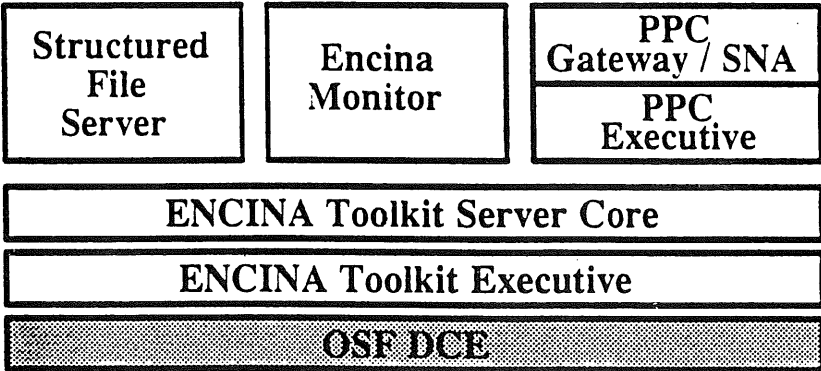 Structured
File
Server
Encina
Monitor
PPC
Gateway / SNA
PPC
Executive
ENCINA Toolkit Server Core
ENCINA Toolkit Executive
OSF DCE